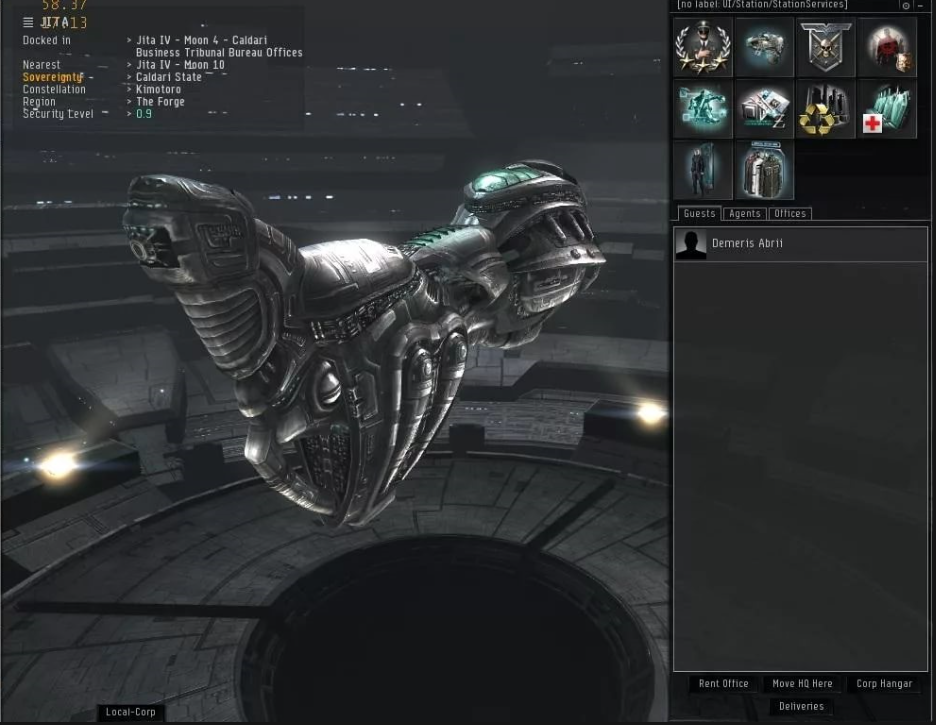 [no label: UI/Station/StationServices]
58.37
JITA
13
Docked in > Jita IV - Moon 4 - Caldari
Business Tribunal Bureau Offices
Nearest > Jita IV - Moon 10
Sovereignty > Caldari State
Constellation > Kimotoro
Region > The Forge
Security Level > 0.9
Guests Agents Offices
Demeris Abrii
Rent Office Move HQ Here Corp Hangar
Deliveries
Local-Corp